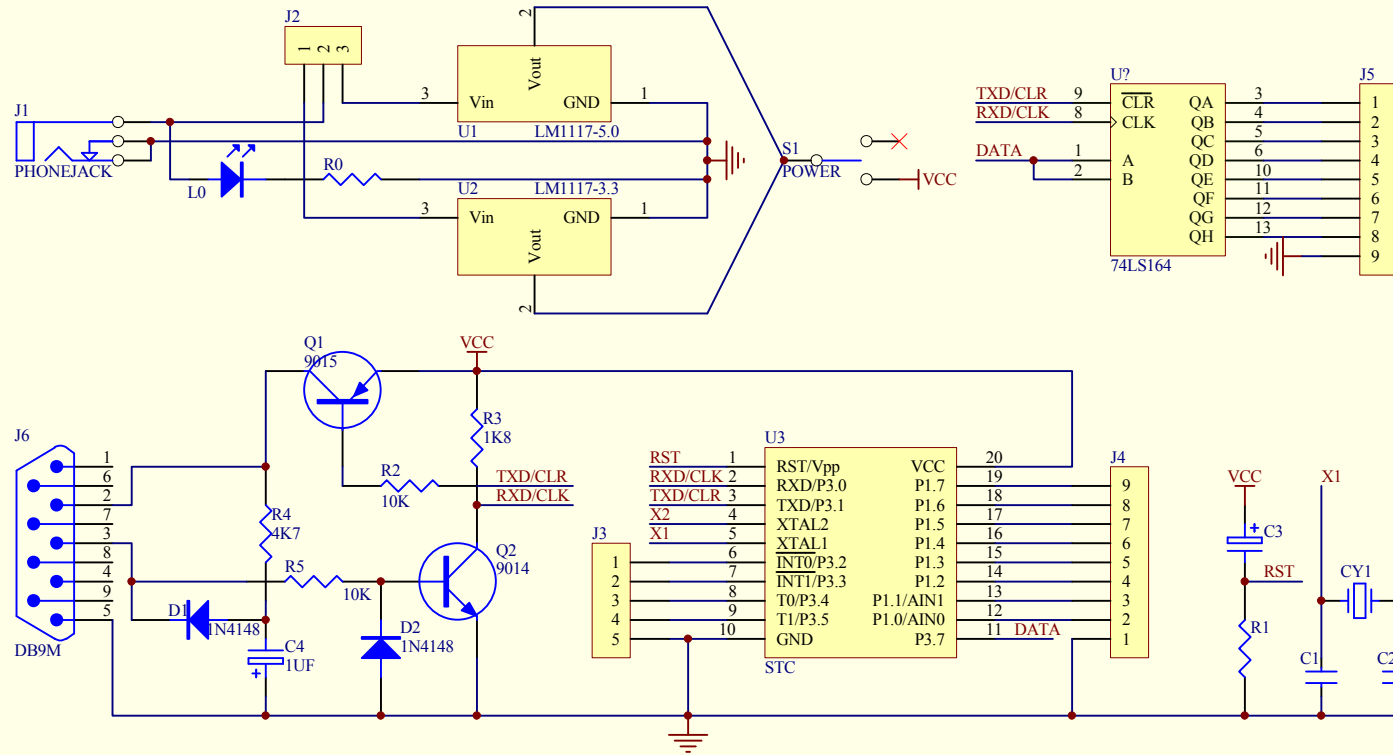 J2
1 2 3
2
Vout
3 Vin GND 1
U1 LM1117-5.0
J1
PHONEJACK
L0
R0
U2 LM1117-3.3
3 Vin GND 1
Vout
2
S1
POWER
VCC
U?
TXD/CLR 9 CLR QA 3
RXD/CLK 8 CLK QB 4
QC 5
DATA 1 A QD 6
2 B QE 10
QF 11
QG 12
QH 13
74LS164
J5
1
2
3
4
5
6
7
8
9
Q1
9015
VCC
R3
1K8
R2
10K
TXD/CLR
RXD/CLK
J6
1
6
2
7
3
8
4
9
5
DB9M
R4
4K7
R5
10K
Q2
9014
D1
1N4148
D2
1N4148
C4
1UF
+
J3
1
2
3
4
5
U3
RST 1 RST/Vpp VCC 20
RXD/CLK 2 RXD/P3.0 P1.7 19
TXD/CLR 3 TXD/P3.1 P1.6 18
X2 4 XTAL2 P1.5 17
X1 5 XTAL1 P1.4 16
6 INT0/P3.2 P1.3 15
7 INT1/P3.3 P1.2 14
8 T0/P3.4 P1.1/AIN1 13
9 T1/P3.5 P1.0/AIN0 12
10 GND P3.7 11 DATA
STC
J4
9
8
7
6
5
4
3
2
1
VCC
+
C3
RST
R1
X1
CY1
C1
C2